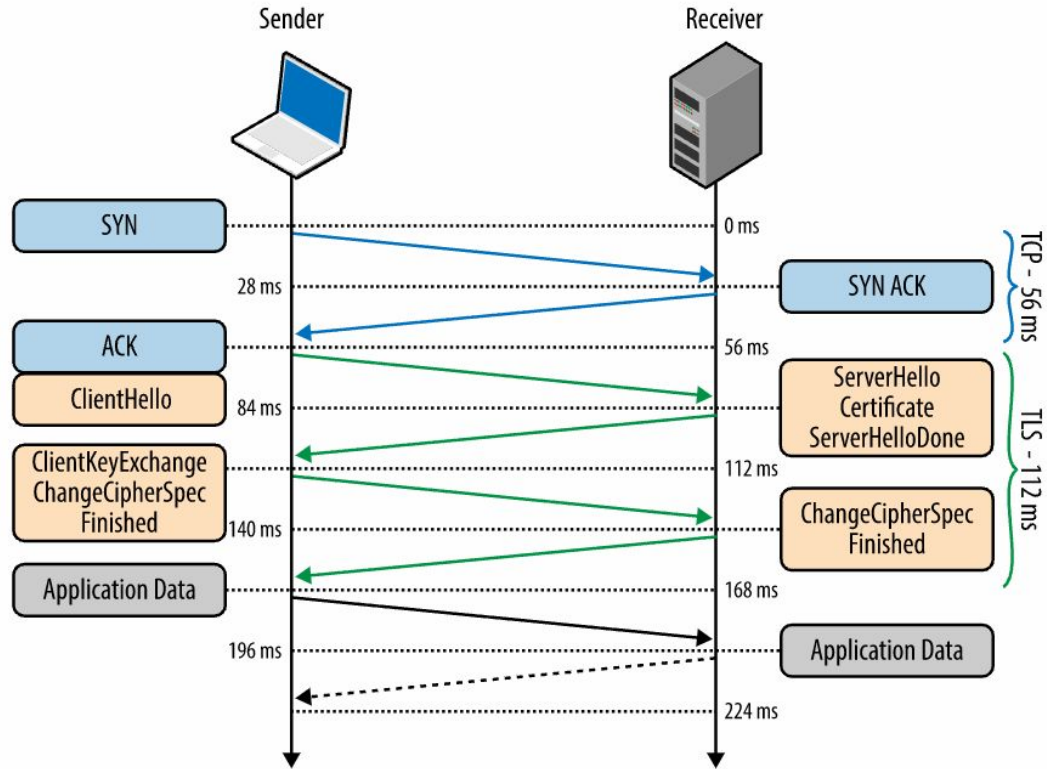 Sender
Receiver
SYN
0 ms
28 ms
SYN ACK
TCP - 56 ms
ACK
56 ms
ClientHello
84 ms
ServerHello
Certificate
ServerHelloDone
TLS - 112 ms
ClientKeyExchange
ChangeCipherSpec
Finished
112 ms
140 ms
ChangeCipherSpec
Finished
Application Data
168 ms
196 ms
Application Data
224 ms